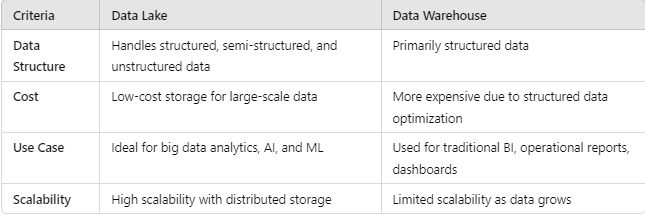 Criteria Data Lake Data Warehouse
Data Structure Handles structured, semi-structured, and unstructured data Primarily structured data
Cost Low-cost storage for large-scale data More expensive due to structured data optimization
Use Case Ideal for big data analytics, AI, and ML Used for traditional BI, operational reports, dashboards
Scalability High scalability with distributed storage Limited scalability as data grows